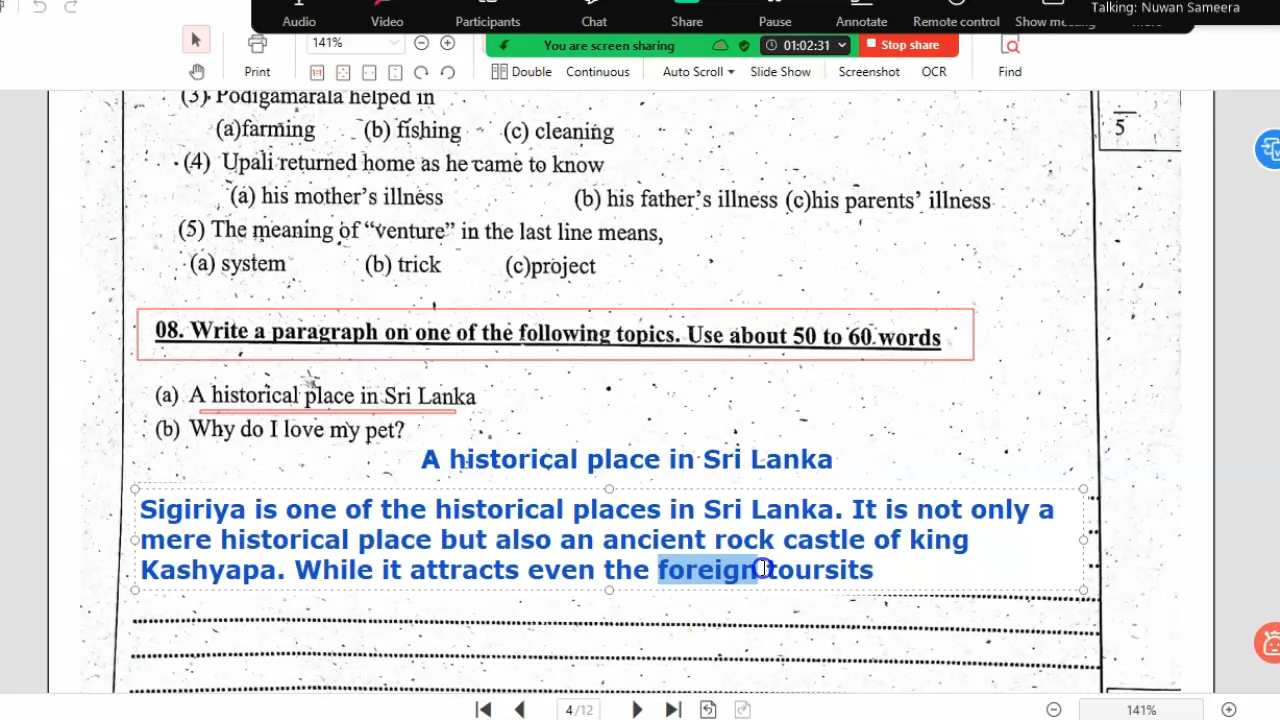 Talking: Nuwan Sameera
Audio Video Participants Chat Share Pause Annotate Remote control
141% You are screen sharing 01:02:31 Stop share
Print Double Continuous Auto Scroll Slide Show Screenshot OCR Find
(3) Podigamarala helped in
(a)farming (b) fishing (c) cleaning
5
(4) Upali returned home as he came to know
(a) his mother's illness (b) his father's illness (c)his parents' illness
(5) The meaning of "venture" in the last line means,
(a) system (b) trick (c)project
08. Write a paragraph on one of the following topics. Use about 50 to 60 words
(a) A historical place in Sri Lanka
(b) Why do I love my pet?
A historical place in Sri Lanka
Sigiriya is one of the historical places in Sri Lanka. It is not only a
mere historical place but also an ancient rock castle of king
Kashyapa. While it attracts even the foreign toursits
4/12 141%